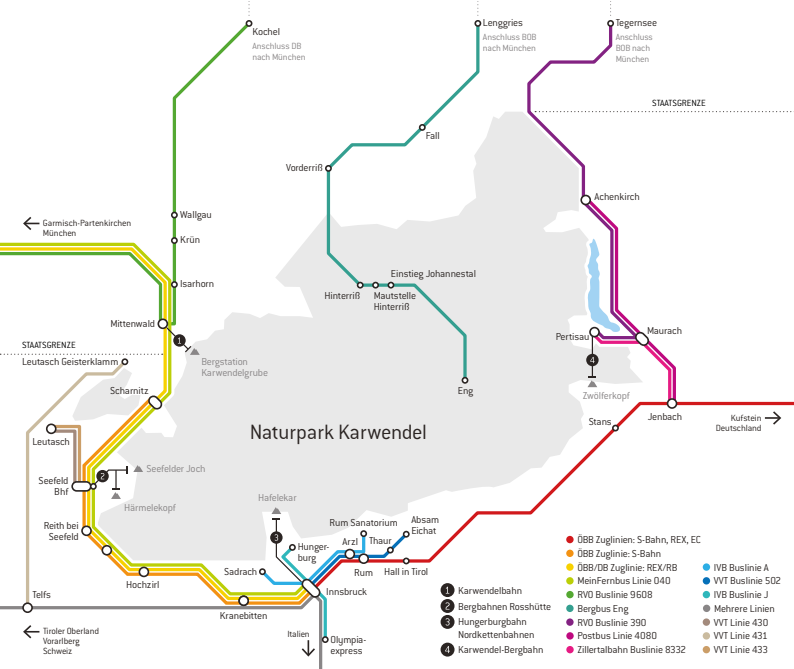 Kochel
Anschluss DB
nach München
Lenggries
Anschluss BOB
nach München
Tegernsee
Anschluss
BOB nach
München
STAATSGRENZE
Fall
Vorderriß
Achenkirch
Wallgau
Garmisch-Partenkirchen
München
Krün
Isarhorn
Einstieg Johannestal
Hinterriß
Mautstelle
Hinterriß
Mittenwald
1
STAATSGRENZE
Leutasch Geisterklamm
Bergstation
Karwendelgrube
Pertisau
Maurach
4
Zwölferkopf
Eng
Scharnitz
Jenbach
Kufstein
Deutschland
Stans
Naturpark Karwendel
Leutasch
Seefeld
Bhf
2
Seefelder Joch
Härmelekopf
Hafelekar
Reith bei
Seefeld
Rum Sanatorium
Absam
Eichat
3
Hunger-
burg
Arzl
Thaur
Rum
Hall in Tirol
Sadrach
Hochzirl
Innsbruck
Telfs
Kranebitten
Tiroler Oberland
Vorarlberg
Schweiz
Italien
Olympia-
express
1 Karwendelbahn
2 Bergbahnen Rosshütte
3 Hungerburgbahn
Nordkettenbahnen
4 Karwendel-Bergbahn
ÖBB Zuglinien: S-Bahn, REX, EC
ÖBB Zuglinie: S-Bahn
ÖBB/DB Zuglinie: REX/RB
MeinFernbus Linie 040
RVO Buslinie 9608
Bergbus Eng
RVO Buslinie 390
Postbus Linie 4080
Zillertalbahn Buslinie 8332
IVB Buslinie A
VVT Buslinie 502
IVB Buslinie J
Mehrere Linien
VVT Linie 430
VVT Linie 431
VVT Linie 433